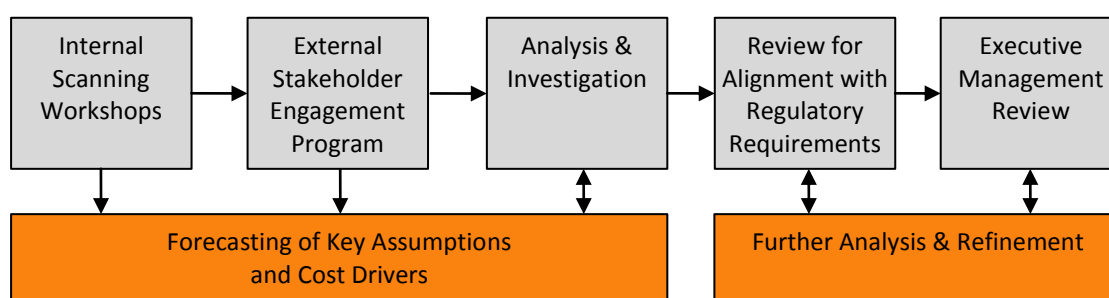 Internal
Scanning
Workshops
External
Stakeholder
Engagement
Program
Analysis &
Investigation
Review for
Alignment with
Regulatory
Requirements
Executive
Management
Review
Forecasting of Key Assumptions
and Cost Drivers
Further Analysis & Refinement